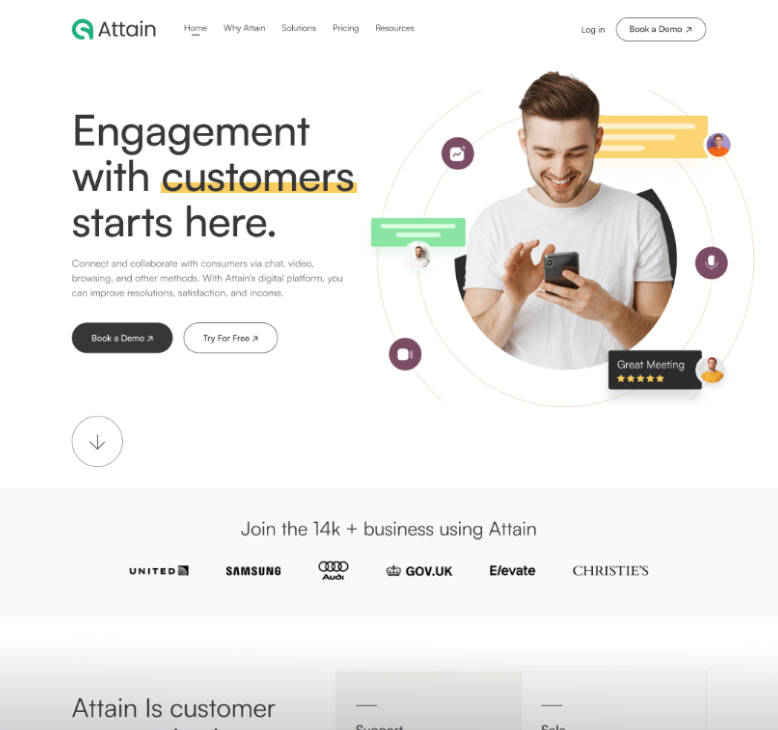 Attain
Home Why Attain Solutions Pricing Resources
Log in
Book a Demo ↗
Engagement
with customers
starts here.
Connect and collaborate with consumers via chat, video,
browsing, and other methods. With Attain's digital platform, you
can improve resolutions, satisfaction, and income.
Book a Demo ↗
Try For Free ↗
Great Meeting
Join the 14k + business using Attain
UNITED
SAMSUNG
Audi
GOV.UK
Elevate
CHRISTIE'S
Attain Is customer
Support
Sale